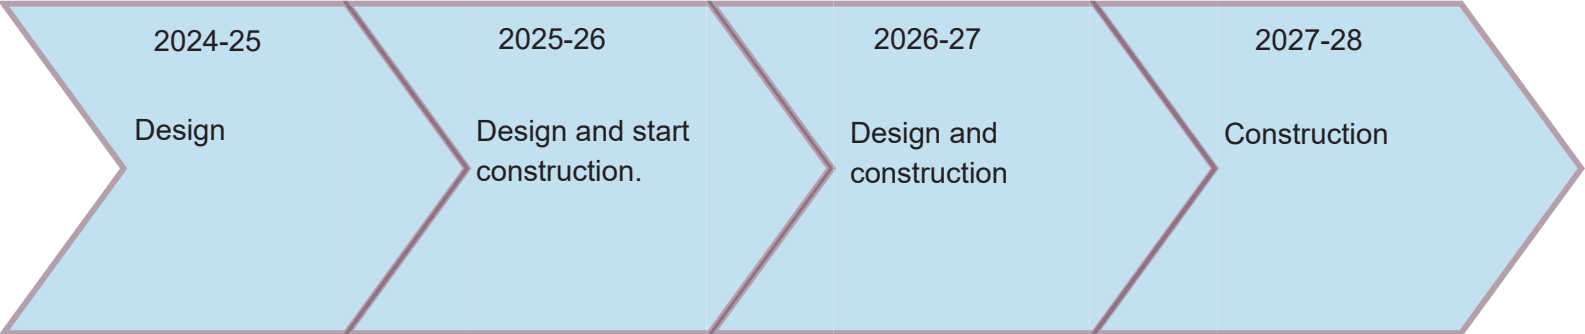 2024-25
Design
2025-26
Design and start
construction.
2026-27
Design and
construction
2027-28
Construction